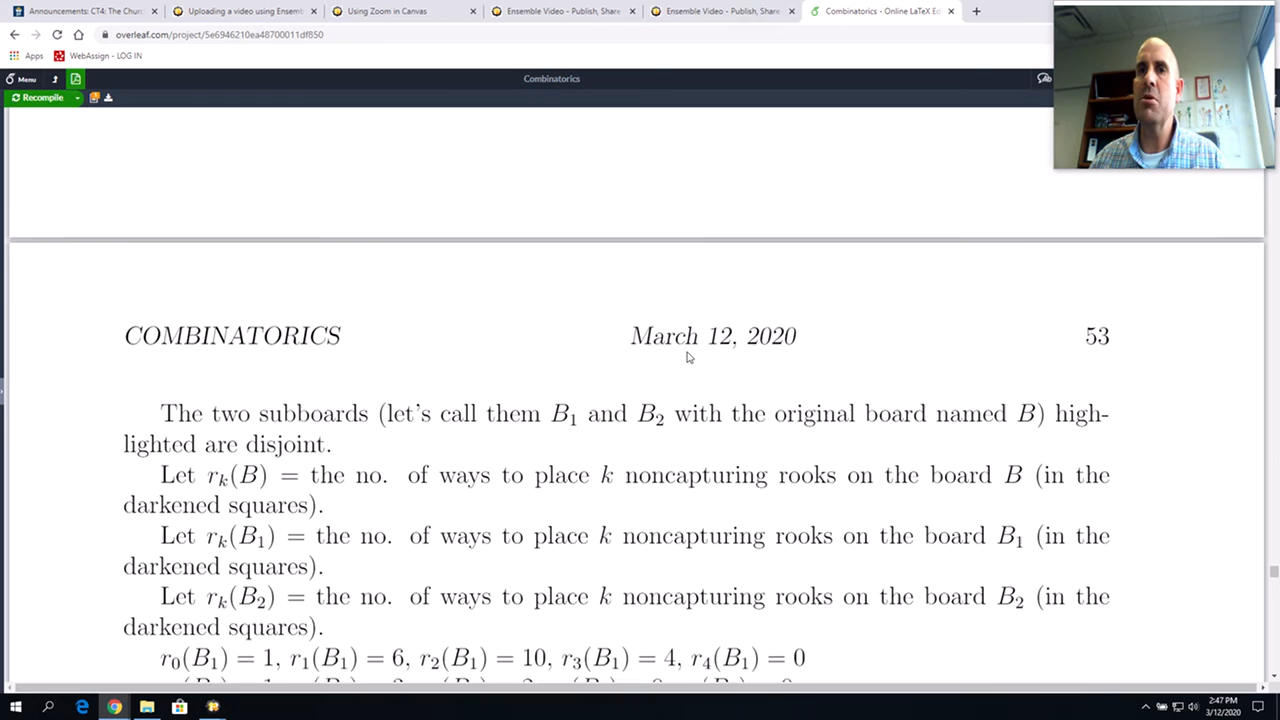 Announcements: CT4: The Churc
Uploading a video using Ensemb
Using Zoom in Canvas
Ensemble Video - Publish, Share
Ensemble Video - Publish, Share
Combinatorics - Online LaTeX Ed
overleaf.com/project/5e6946210ea48700011df850
Apps
WebAssign - LOG IN
Menu
Combinatorics
Recompile
COMBINATORICS March 12, 2020 53
The two subboards (let's call them B₁ and B₂ with the original board named B) high-
lighted are disjoint.
Let rₖ(B) = the no. of ways to place k noncapturing rooks on the board B (in the
darkened squares).
Let rₖ(B₁) = the no. of ways to place k noncapturing rooks on the board B₁ (in the
darkened squares).
Let rₖ(B₂) = the no. of ways to place k noncapturing rooks on the board B₂ (in the
darkened squares).
r₀(B₁) = 1, r₁(B₁) = 6, r₂(B₁) = 10, r₃(B₁) = 4, r₄(B₁) = 0
2:47 PM
3/12/2020